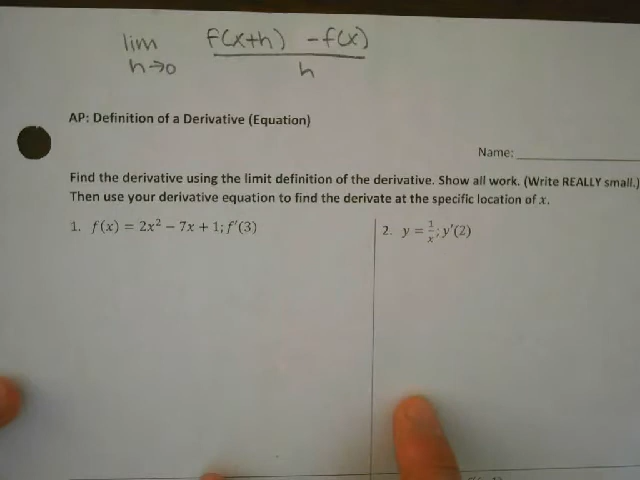 lim f(x+h) -f(x)
h→0 h
AP: Definition of a Derivative (Equation)
Name:
Find the derivative using the limit definition of the derivative. Show all work. (Write REALLY small.)
Then use your derivative equation to find the derivate at the specific location of x.
1. f(x) = 2x² − 7x + 1; f′(3)
2. y = 1/x; y′(2)